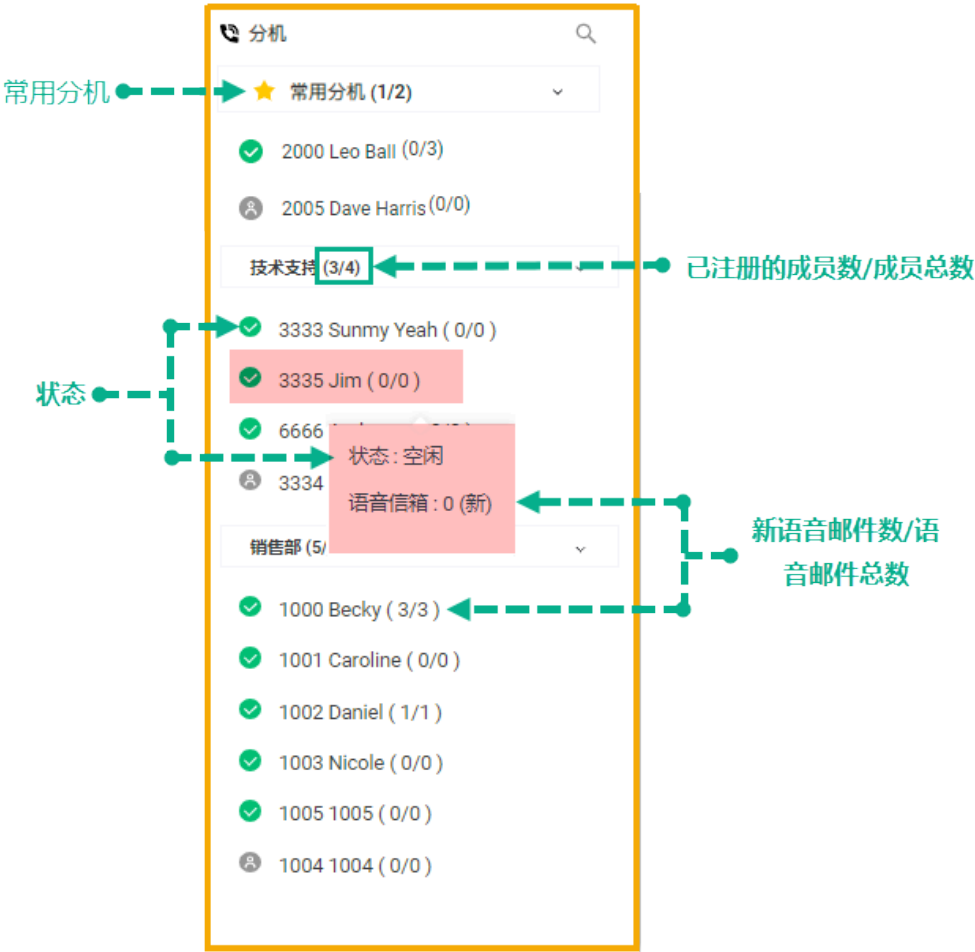 分机
常用分机
常用分机 (1/2)
2000 Leo Ball (0/3)
2005 Dave Harris (0/0)
技术支持 (3/4)
已注册的成员数/成员总数
3333 Sunmy Yeah ( 0/0 )
3335 Jim ( 0/0 )
状态
6666
状态 : 空闲
3334
语音信箱 : 0 (新)
新语音邮件数/语
音邮件总数
销售部 (5/
1000 Becky ( 3/3 )
1001 Caroline ( 0/0 )
1002 Daniel ( 1/1 )
1003 Nicole ( 0/0 )
1005 1005 ( 0/0 )
1004 1004 ( 0/0 )